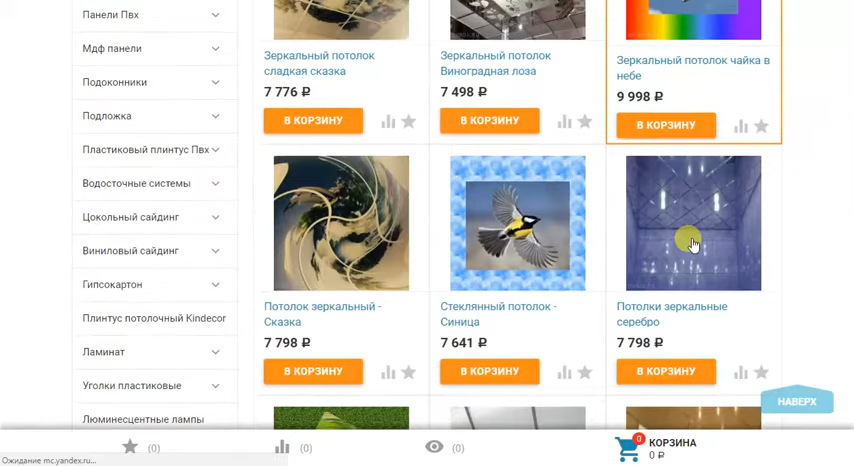 Панели Пвх
Мдф панели
Подоконники
Подложка
Пластиковый плинтус Пвх
Водосточные системы
Цокольный сайдинг
Виниловый сайдинг
Гипсокартон
Плинтус потолочный Kindecor
Ламинат
Уголки пластиковые
Люминесцентные лампы
Зеркальный потолок
сладкая сказка
7 776 ₽
В КОРЗИНУ
Зеркальный потолок
Виноградная лоза
7 498 ₽
В КОРЗИНУ
Зеркальный потолок чайка в
небе
9 998 ₽
В КОРЗИНУ
Потолок зеркальный -
Сказка
7 798 ₽
В КОРЗИНУ
Стеклянный потолок -
Синица
7 641 ₽
В КОРЗИНУ
Потолки зеркальные
серебро
7 798 ₽
В КОРЗИНУ
НАВЕРХ
(0)
(0)
(0)
0
КОРЗИНА
0 ₽
Ожидание mc.yandex.ru...